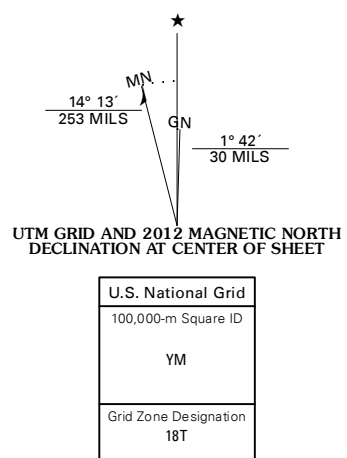 ★
MN
14° 13´
253 MILS
GN
1° 42´
30 MILS
UTM GRID AND 2012 MAGNETIC NORTH
DECLINATION AT CENTER OF SHEET
U.S. National Grid
100,000-m Square ID
YM
Grid Zone Designation
18T